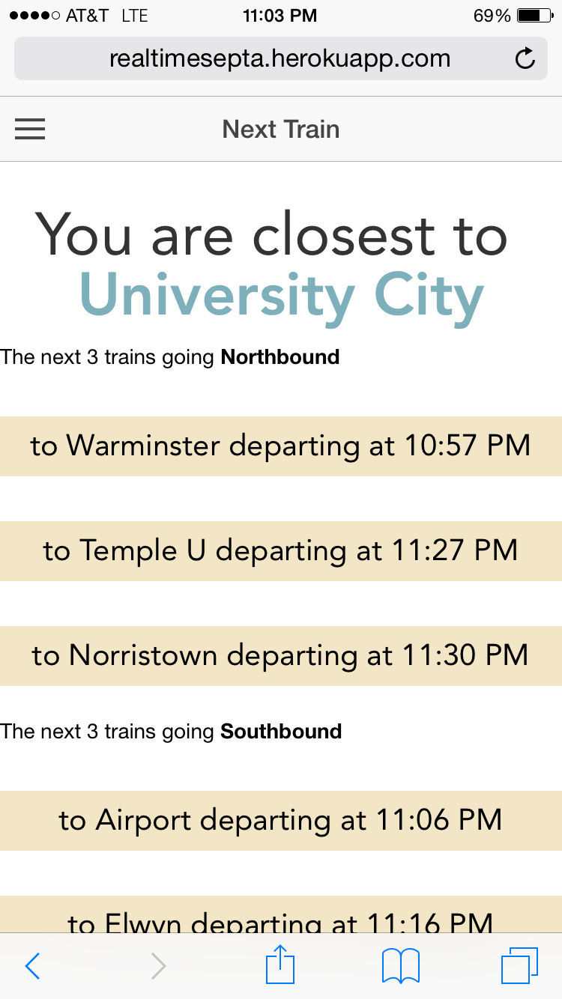 AT&T LTE 11:03 PM 69%
realtimesepta.herokuapp.com
Next Train
You are closest to
University City
The next 3 trains going Northbound
to Warminster departing at 10:57 PM
to Temple U departing at 11:27 PM
to Norristown departing at 11:30 PM
The next 3 trains going Southbound
to Airport departing at 11:06 PM
to Elwyn departing at 11:16 PM